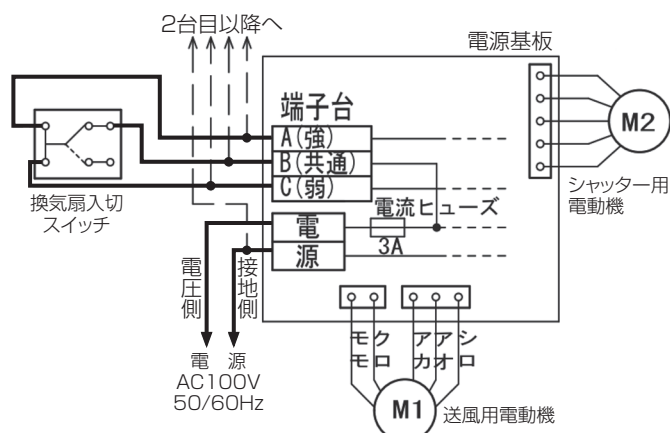 2台目以降へ
電源基板
端子台
A(強)
B(共通)
C(弱)
電
源
電流ヒューズ
3A
M2
シャッター用
電動機
換気扇入切
スイッチ
電圧側
接地側
電 源
AC100V
50/60Hz
モモ
クロ
アカ
アオ
シロ
M1
送風用電動機